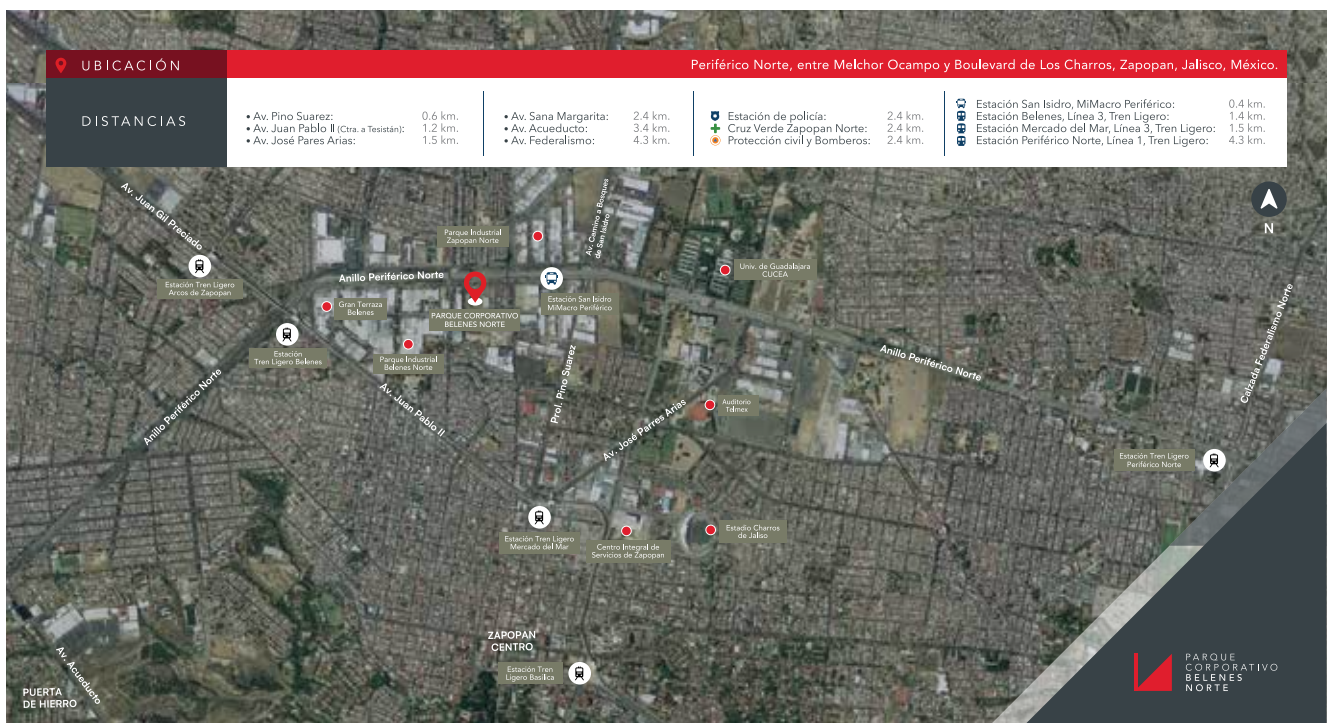 UBICACIÓN
Periférico Norte, entre Melchor Ocampo y Boulevard de Los Charros, Zapopan, Jalisco, México.
DISTANCIAS
• Av. Pino Suarez: 0.6 km.
• Av. Juan Pablo II (Ctra. a Tesistán): 1.2 km.
• Av. José Pares Arias: 1.5 km.
• Av. Sana Margarita: 2.4 km.
• Av. Acueducto: 3.4 km.
• Av. Federalismo: 4.3 km.
Estación de policía: 2.4 km.
Cruz Verde Zapopan Norte: 2.4 km.
Protección civil y Bomberos: 2.4 km.
Estación San Isidro, MiMacro Periférico: 0.4 km.
Estación Belenes, Línea 3, Tren Ligero: 1.4 km.
Estación Mercado del Mar, Línea 3, Tren Ligero: 1.5 km.
Estación Periférico Norte, Línea 1, Tren Ligero: 4.3 km.
Av. Juan Gil Preciado
Parque Industrial
Zapopan Norte
Av. Camino a Bosques
de San Isidro
N
Estación Tren Ligero
Arcos de Zapopan
Anillo Periférico Norte
Univ. de Guadalajara
CUCEA
Gran Terraza
Belenes
PARQUE CORPORATIVO
BELENES NORTE
Estación San Isidro
MiMacro Periférico
Estación
Tren Ligero Belenes
Parque Industrial
Belenes Norte
Anillo Periférico Norte
Calzada Federalismo Norte
Anillo Periférico Norte
Av. Juan Pablo II
Prol. Pino Suarez
Av. José Parres Arias
Auditorio
Telmex
Estación Tren Ligero
Periférico Norte
Estación Tren Ligero
Mercado del Mar
Centro Integral de
Servicios de Zapopan
Estadio Charros
de Jaliso
ZAPOPAN
CENTRO
Estación Tren
Ligero Basílica
Av. Acueducto
PUERTA
DE HIERRO
PARQUE
CORPORATIVO
BELENES
NORTE